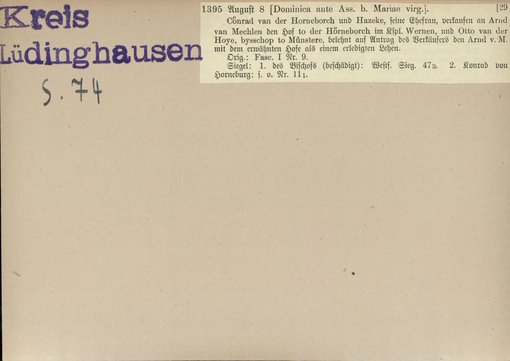 Kreis
Lüdinghausen
S. 74
1395 August 8 [Dominica ante Ass. b. Mariae virg.]. [29
Conrad van der Horneborch und Hazeke, seine Ehefrau, verkaufen an Arnd
van Mechlen den Hof to der Hörneborch im Kspl. Wernen, und Otto van der
Hoye, bysschop to Münstere, belehnt auf Antrag des Verkäufers den Arnd v. M.
mit dem erwähnten Hofe als einem erledigten Lehen.
Orig.: Fasc. I Nr. 9.
Siegel: 1. des Bischofs (beschädigt): Westf. Sieg. 47₃. 2. Konrad von
Horneburg: s. o. Nr. 11₁.